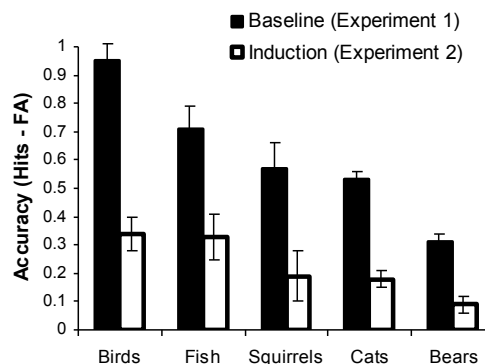 Baseline (Experiment 1)
Induction (Experiment 2)
Accuracy (Hits - FA)
1
0.9
0.8
0.7
0.6
0.5
0.4
0.3
0.2
0.1
0
Birds Fish Squirrels Cats Bears